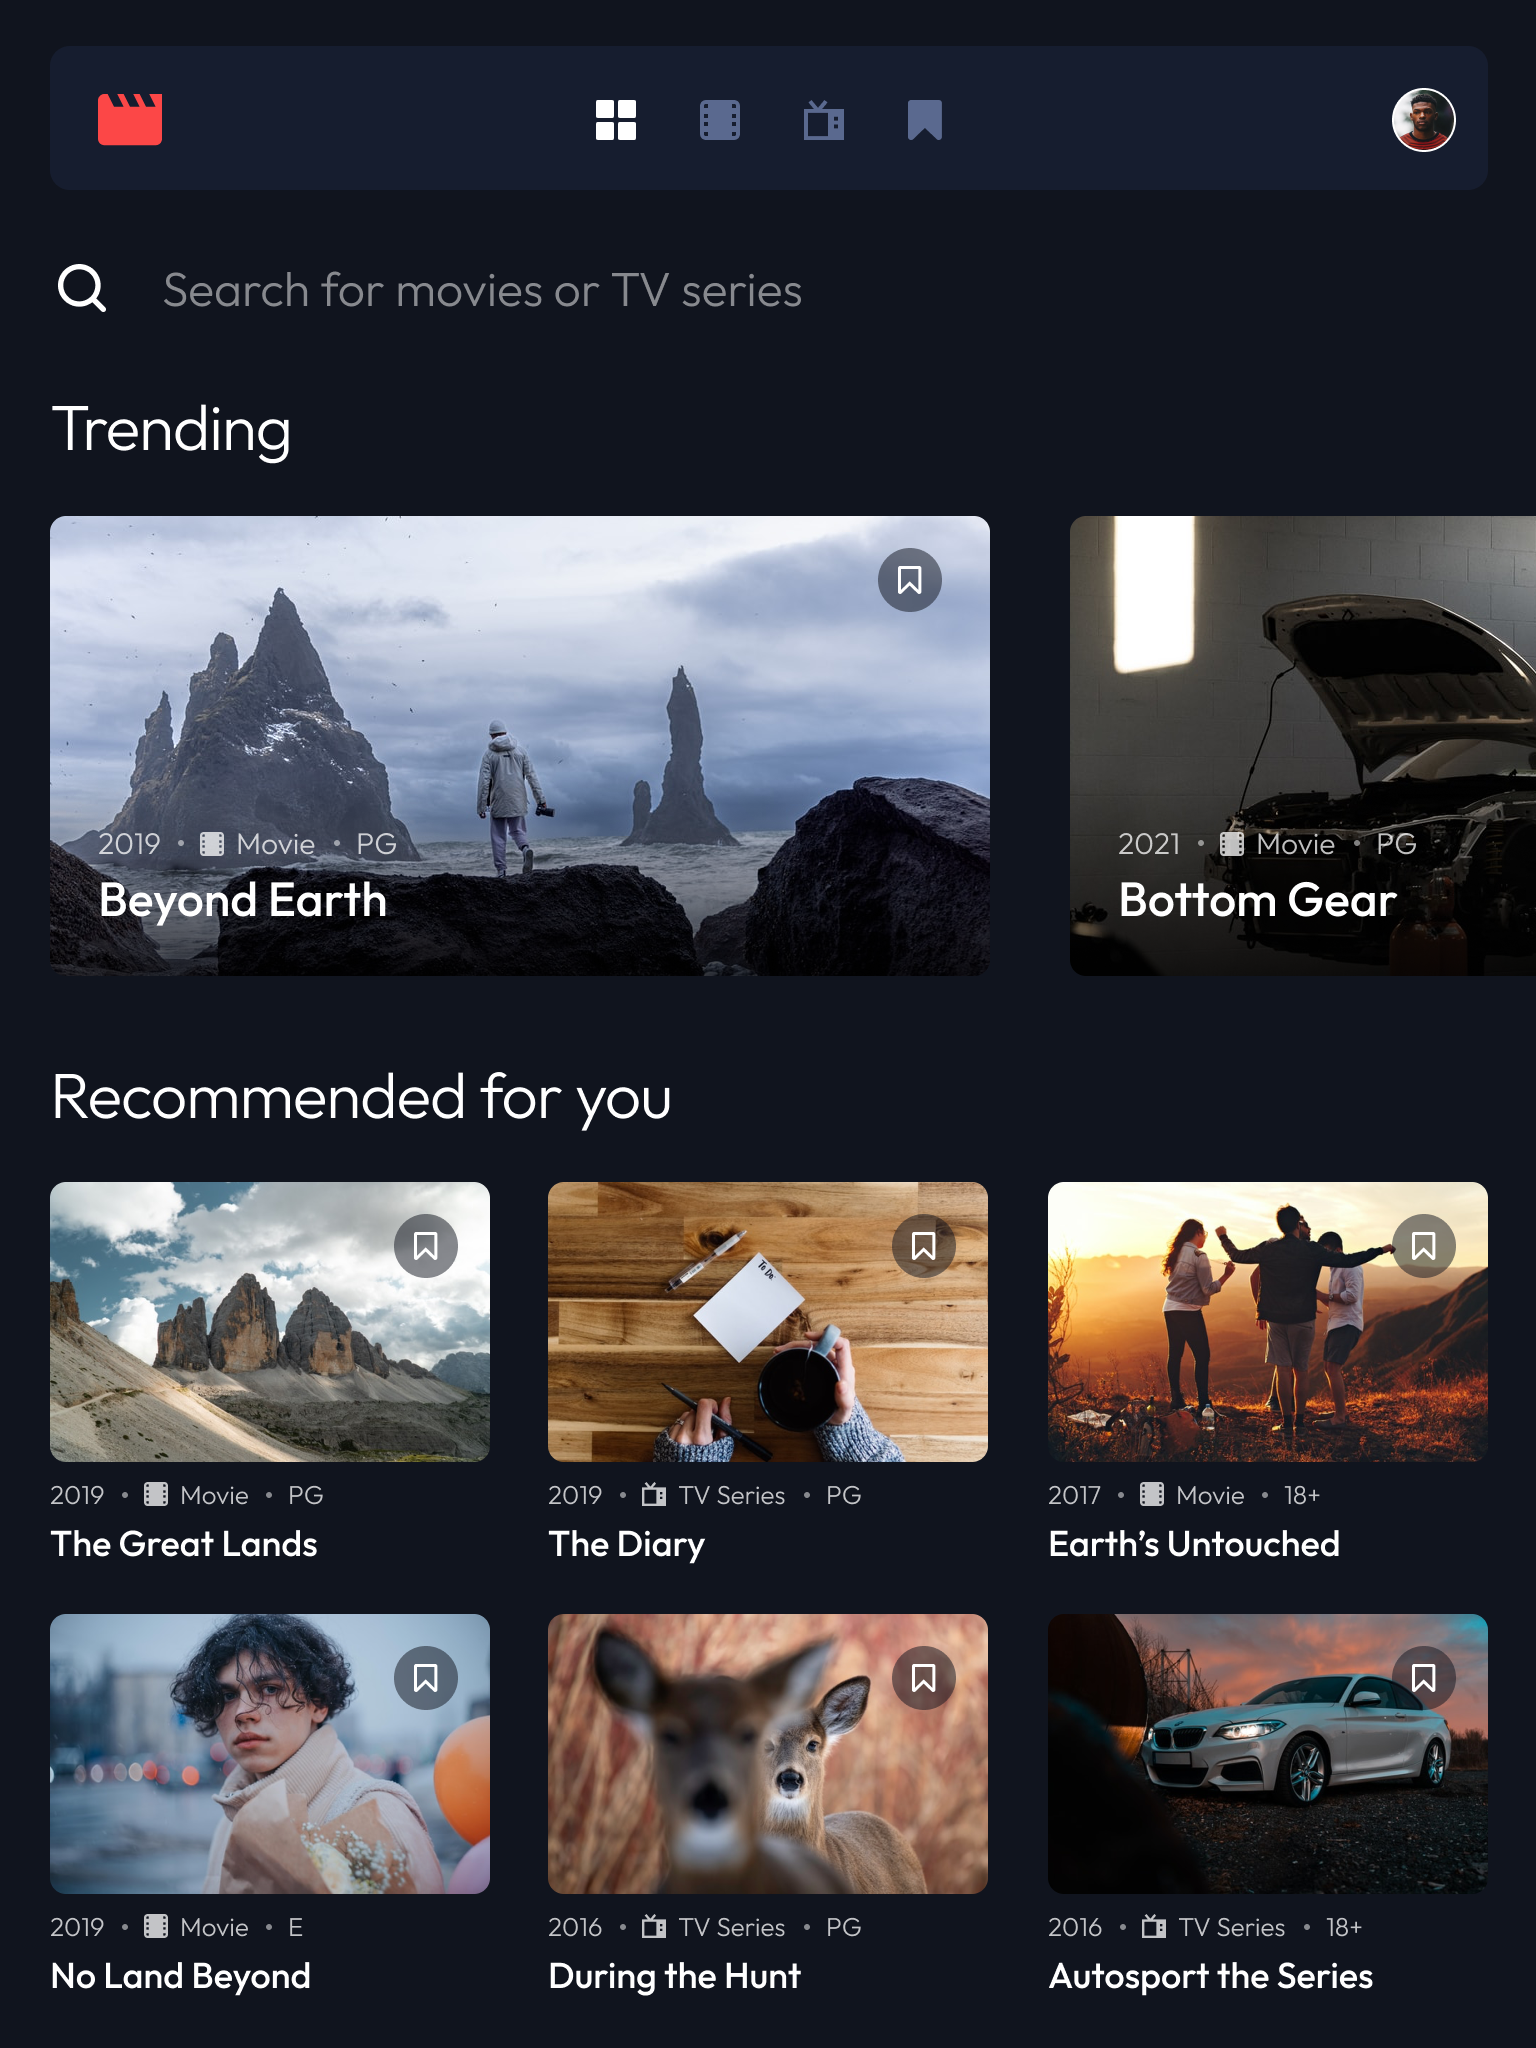 Search for movies or TV series
Trending
2019 • Movie • PG
Beyond Earth
2021 • Movie • PG
Bottom Gear
Recommended for you
To Do
2019 • Movie • PG
The Great Lands
2019 • TV Series • PG
The Diary
2017 • Movie • 18+
Earth’s Untouched
2019 • Movie • E
No Land Beyond
2016 • TV Series • PG
During the Hunt
2016 • TV Series • 18+
Autosport the Series